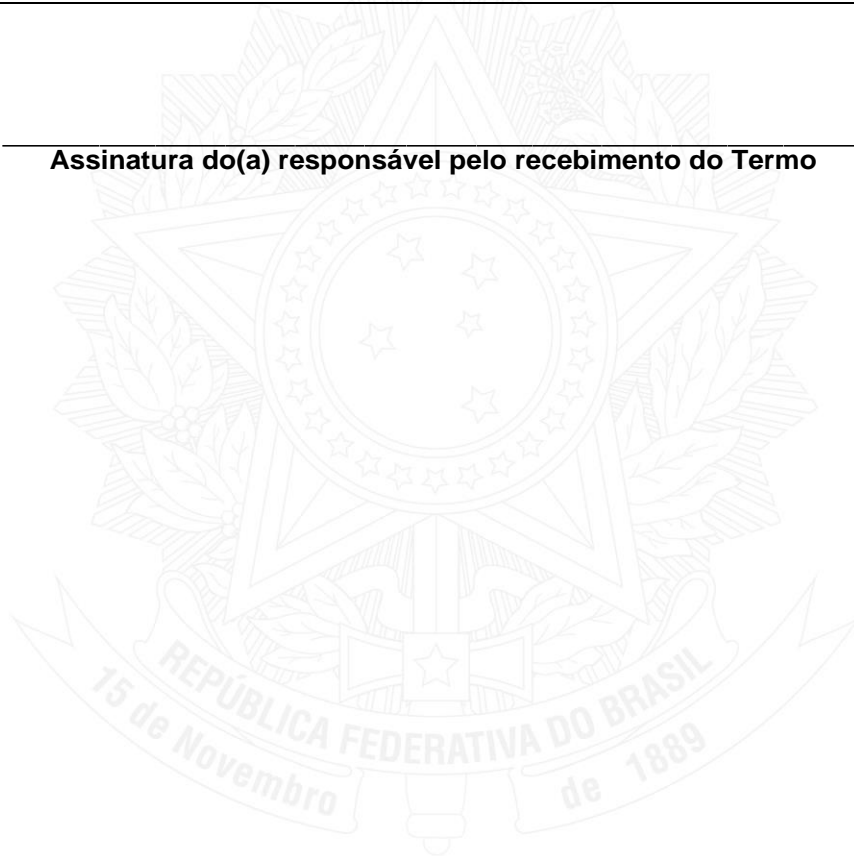 Assinatura do(a) responsável pelo recebimento do Termo
REPÚBLICA FEDERATIVA DO BRASIL
15 de Novembro de 1889